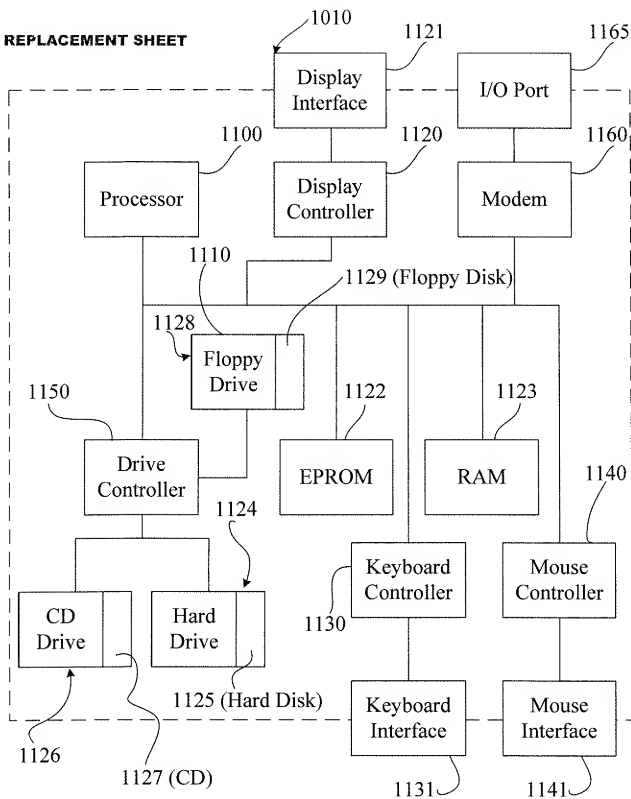 1010
REPLACEMENT SHEET
1121
1165
Display
Interface
I/O Port
1100
1120
1160
Processor
Display
Controller
Modem
1110
1129 (Floppy Disk)
1128
Floppy
Drive
1150
1122
1123
Drive
Controller
EPROM
RAM
1124
1140
Keyboard
Controller
Mouse
Controller
CD
Drive
Hard
Drive
1130
1125 (Hard Disk)
Keyboard
Interface
Mouse
Interface
1126
1127 (CD)
1131
1141